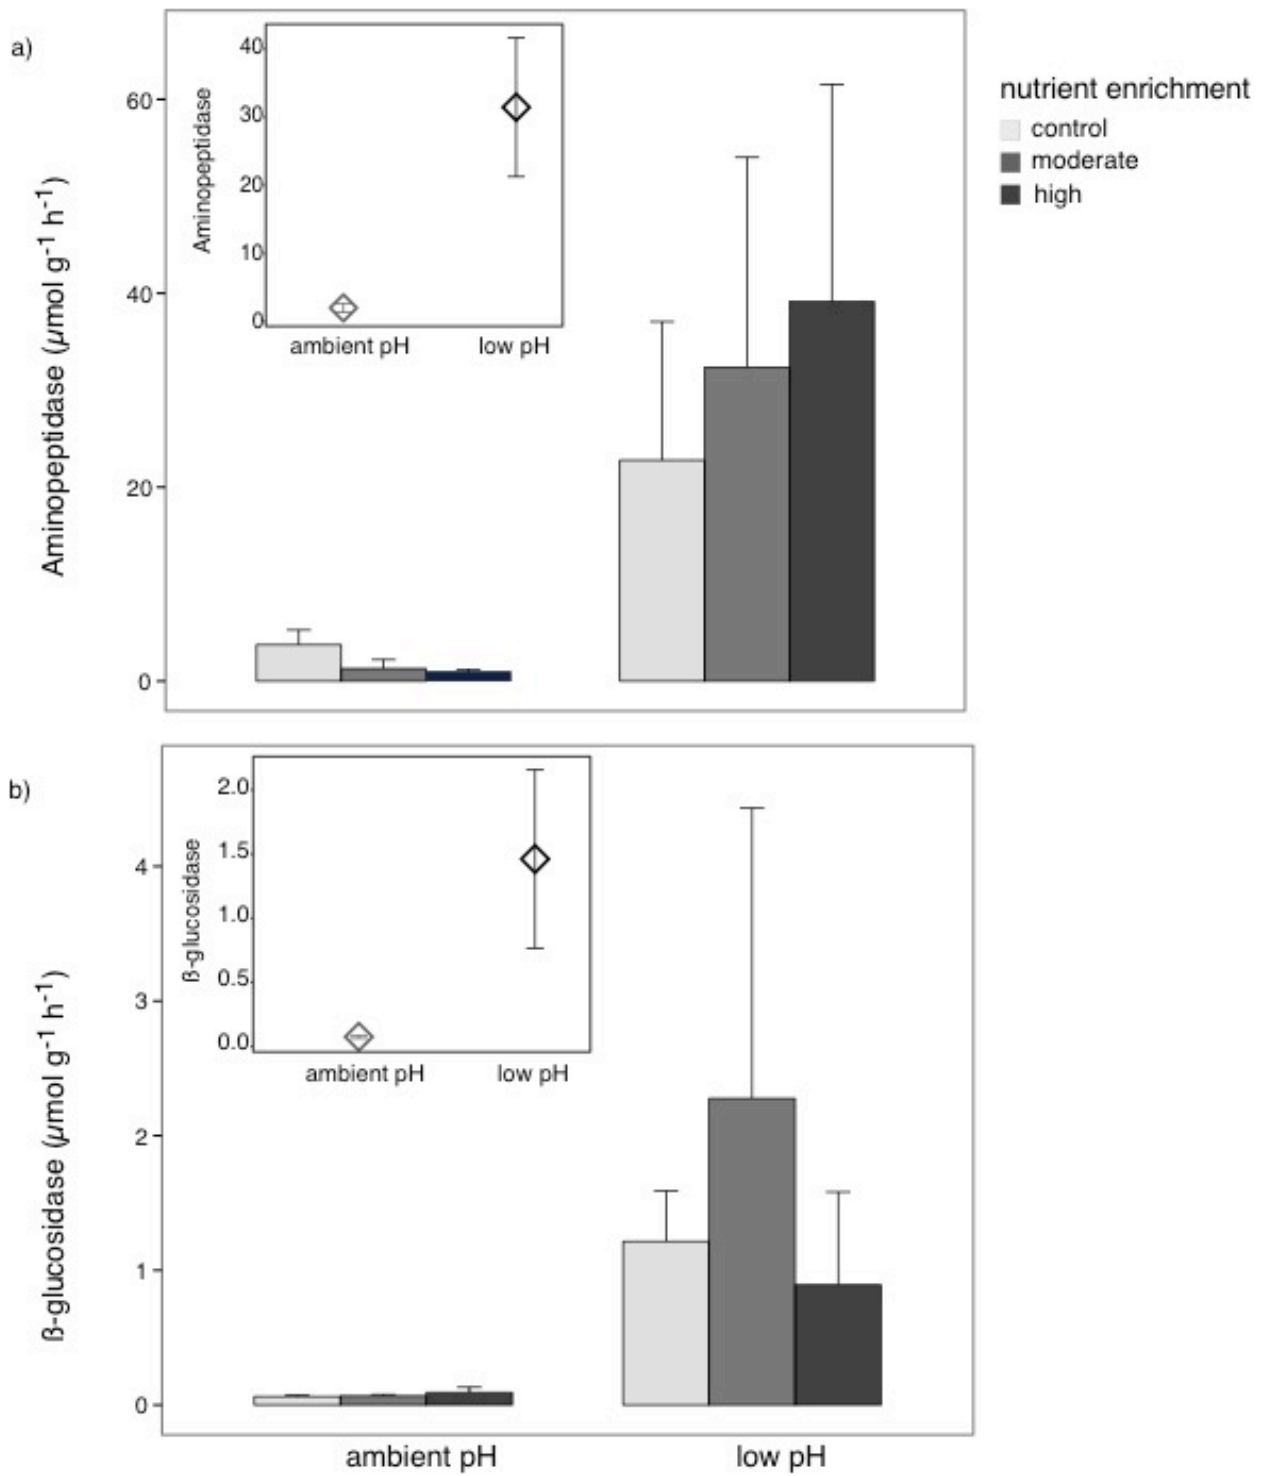 a)
Aminopeptidase (µmol g-1 h-1)
60
40
20
0
Aminopeptidase
40
30
20
10
0
ambient pH low pH
nutrient enrichment
control
moderate
high
b)
ß-glucosidase (µmol g-1 h-1)
4
3
2
1
0
ß-glucosidase
2.0
1.5
1.0
0.5
0.0
ambient pH low pH
ambient pH low pH